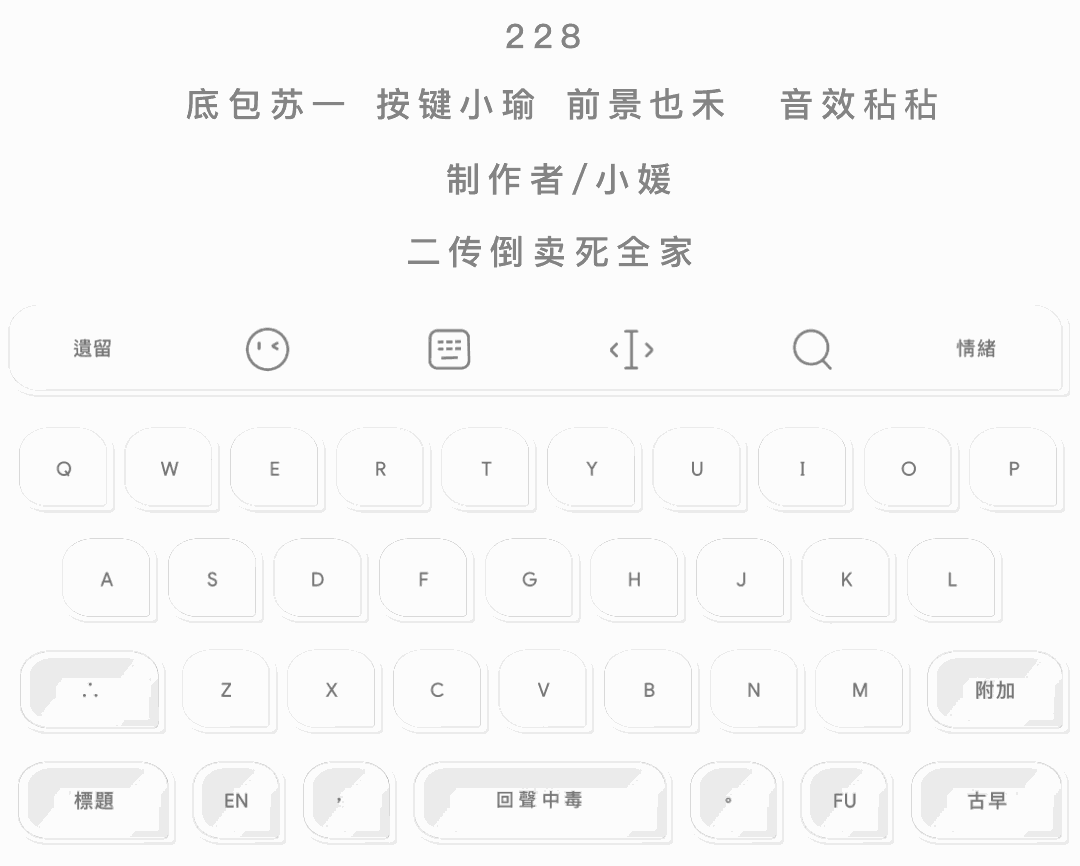 228
底包苏一 按键小瑜 前景也禾 音效秥秥
制作者/小媛
二传倒卖死全家
遺留 情緒
Q W E R T Y U I O P
A S D F G H J K L
∴ Z X C V B N M 附加
標題 EN , 回聲中毒 。 FU 古早